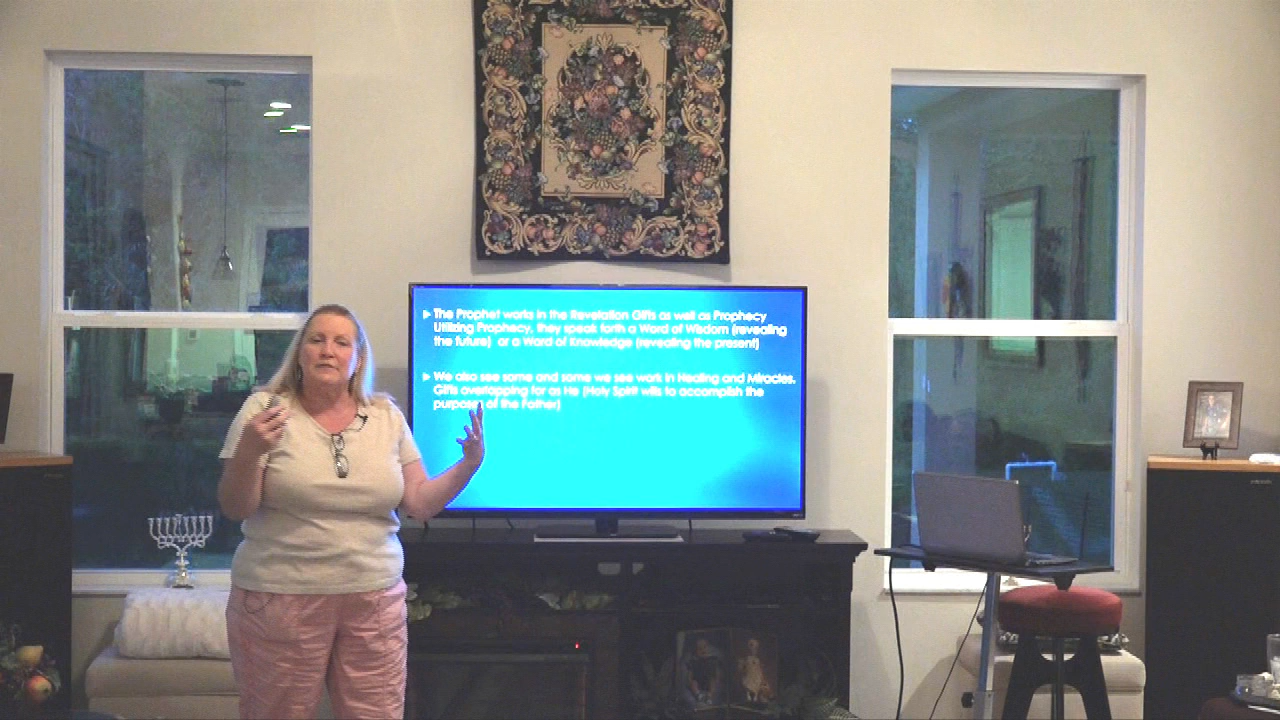 The Prophet works in the Revelation Gifts as well as Prophecy
Utilizing Prophecy, they speak forth a Word of Wisdom (revealing
the future) or a Word of Knowledge (revealing the present)
We also see some and some we see work in Healing and Miracles.
Gifts overlapping for as He (Holy Spirit wills to accomplish the
purposes of the Father)